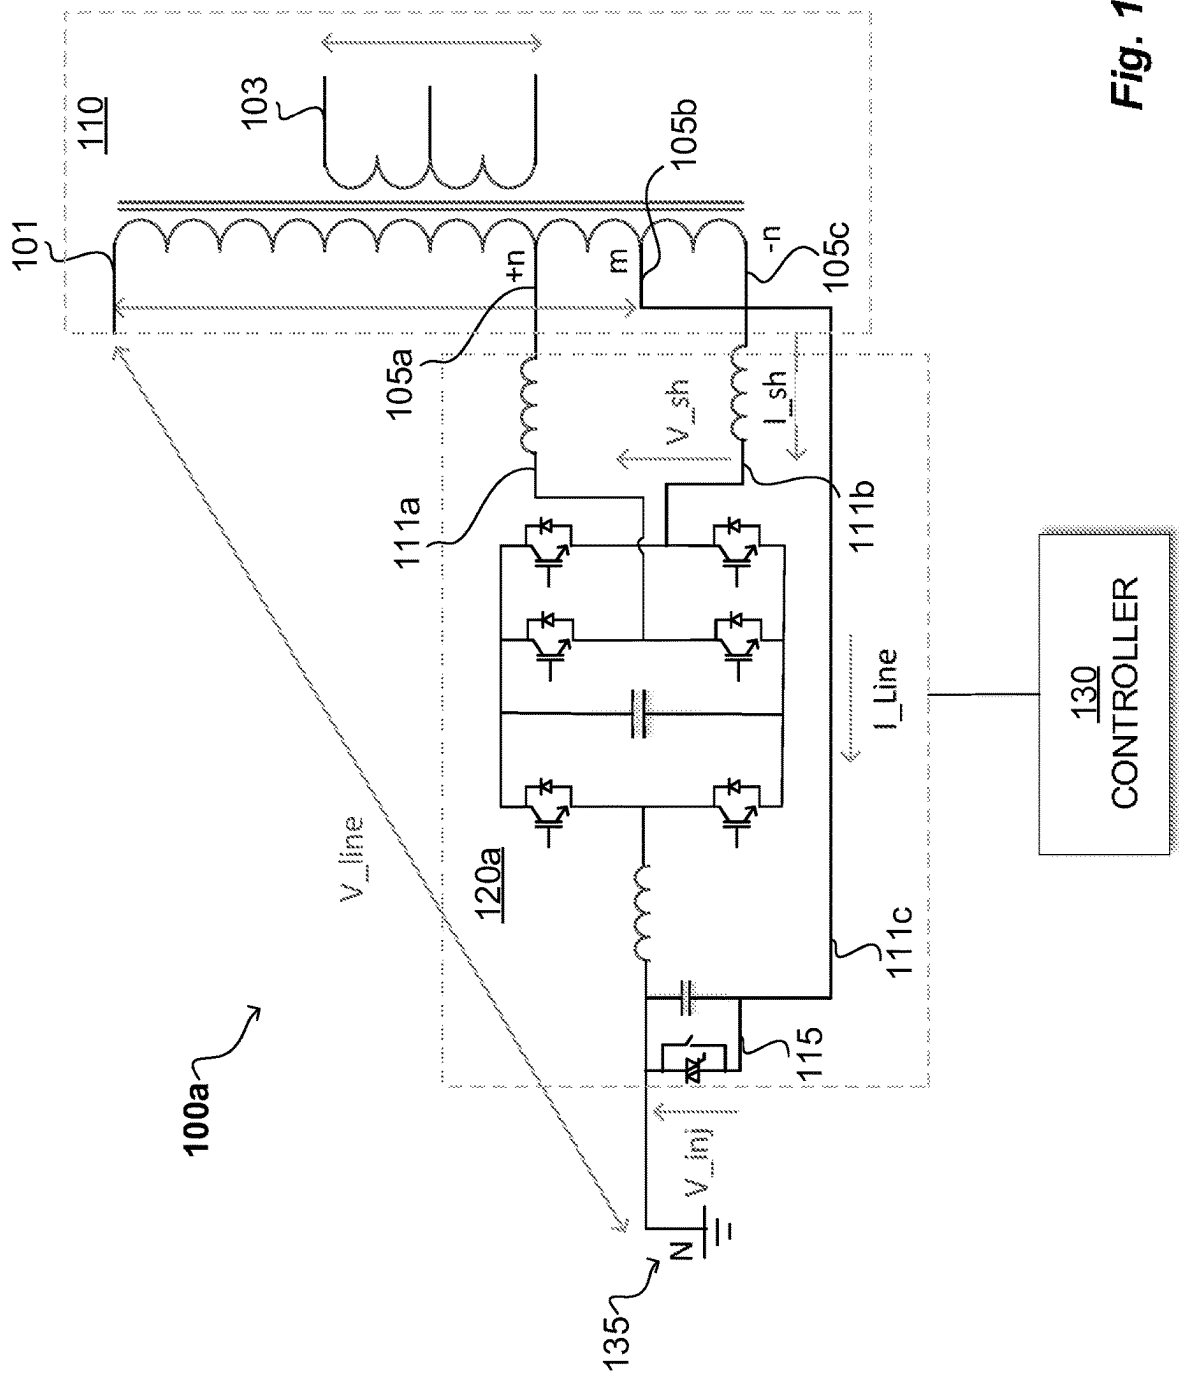 Fig. 1
110
103
101
105b
+n
m
-n
105c
105a
V_sh
I_sh
111a
111b
130
CONTROLLER
I_Line
V_line
120a
111c
115
100a
V_inj
N
135